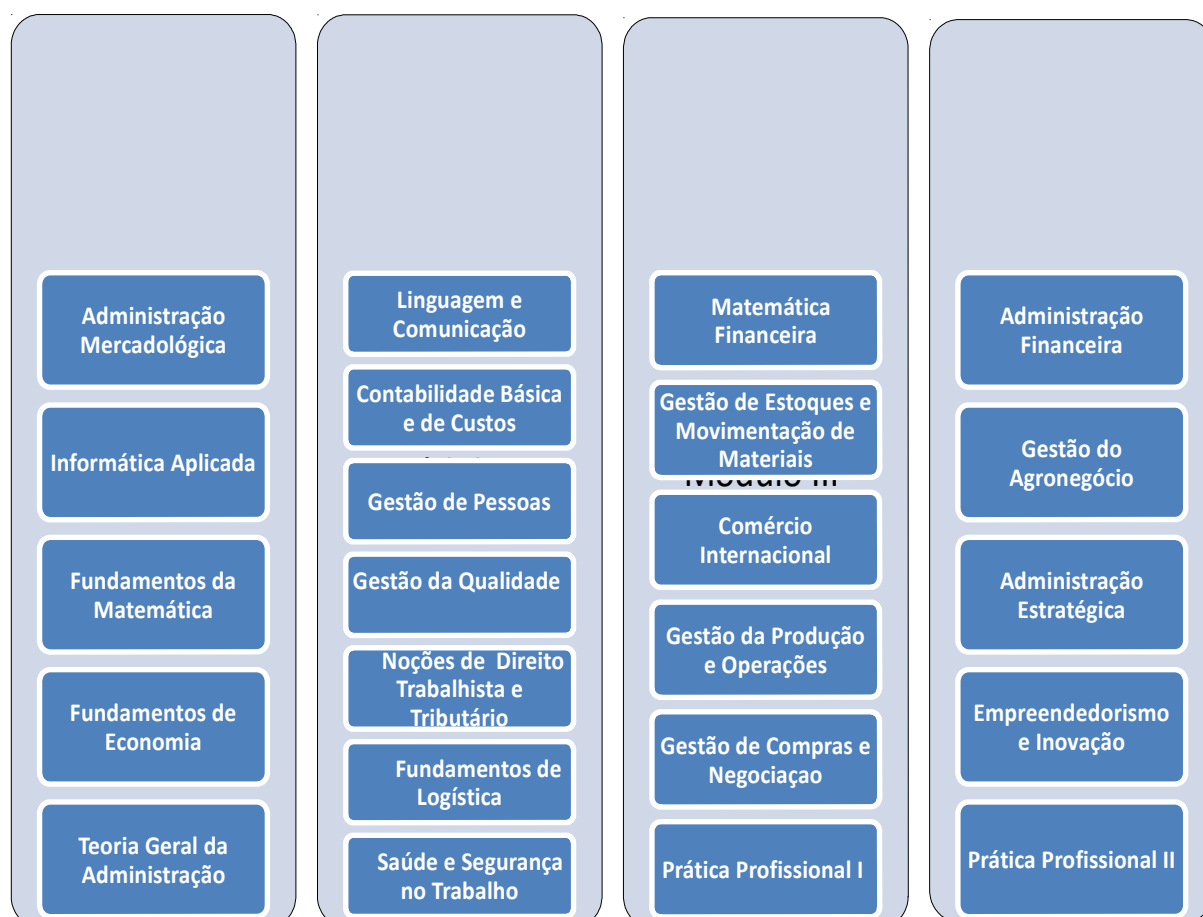 Administração
Mercadológica
Informática Aplicada
Fundamentos da
Matemática
Fundamentos de
Economia
Teoria Geral da
Administração
Linguagem e
Comunicação
Contabilidade Básica
e de Custos
Gestão de Pessoas
Gestão da Qualidade
Noções de Direito
Trabalhista e
Tributário
Fundamentos de
Logística
Saúde e Segurança
no Trabalho
Matemática
Financeira
Gestão de Estoques e
Movimentação de
Materiais
Módulo III
Comércio
Internacional
Gestão da Produção
e Operações
Gestão de Compras e
Negociaçao
Prática Profissional I
Administração
Financeira
Gestão do
Agronegócio
Administração
Estratégica
Empreendedorismo
e Inovação
Prática Profissional II